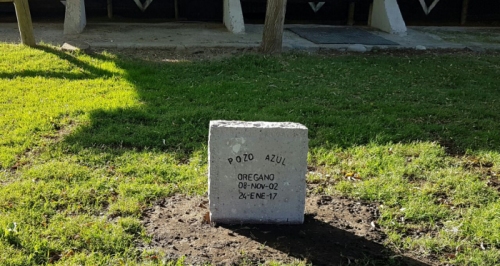 POZO AZUL
OREGANO
08-NOV-02
24-ENE-17